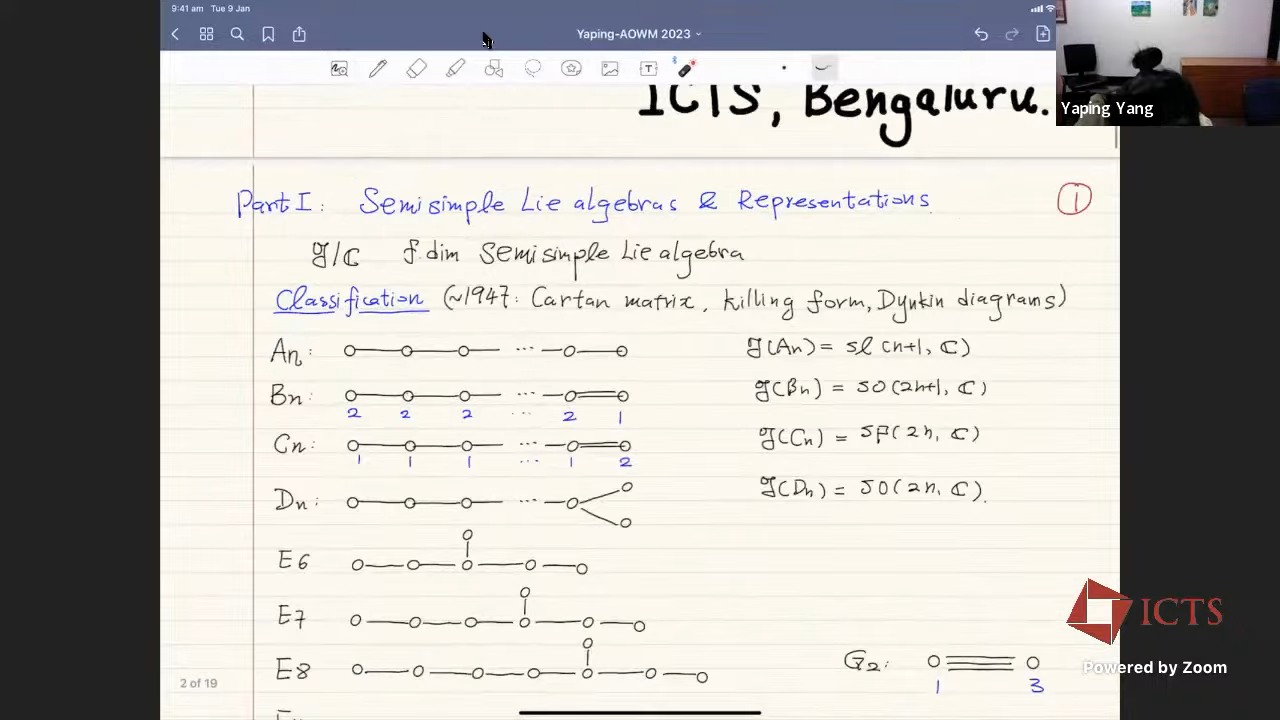 9:41 am Tue 9 Jan
Yaping-AOWM 2023
Yaping Yang
ICTS, Bengaluru.
Part I: Semisimple Lie algebras & Representations. ①
𝔤/ℂ f.dim Semisimple Lie algebra
Classification (~1947: Cartan matrix, Killing form, Dynkin diagrams)
An: ... 𝔤(An) = sl(n+1, ℂ)
Bn: ... 𝔤(Bn) = so(2n+1, ℂ)
2 2 2 ... 2 1
Cn: ... 𝔤(Cn) = sp(2n, ℂ)
1 1 1 ... 1 2
Dn: ... 𝔤(Dn) = so(2n, ℂ).
E6
E7
E8
G2:
1 3
2 of 19
ICTS
Powered by Zoom